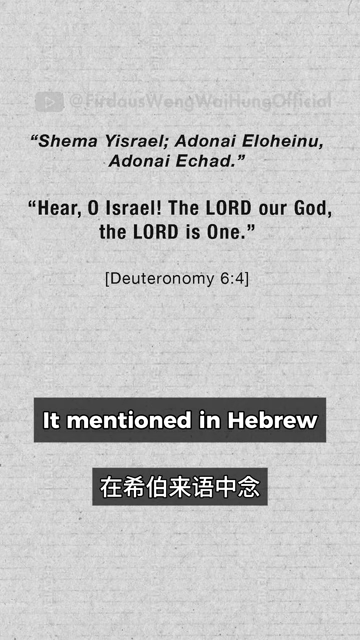 @FirdausWongWaiHungOfficial
“Shema Yisrael; Adonai Eloheinu,
Adonai Echad.”
“Hear, O Israel! The LORD our God,
the LORD is One.”
[Deuteronomy 6:4]
It mentioned in Hebrew
在希伯来语中念